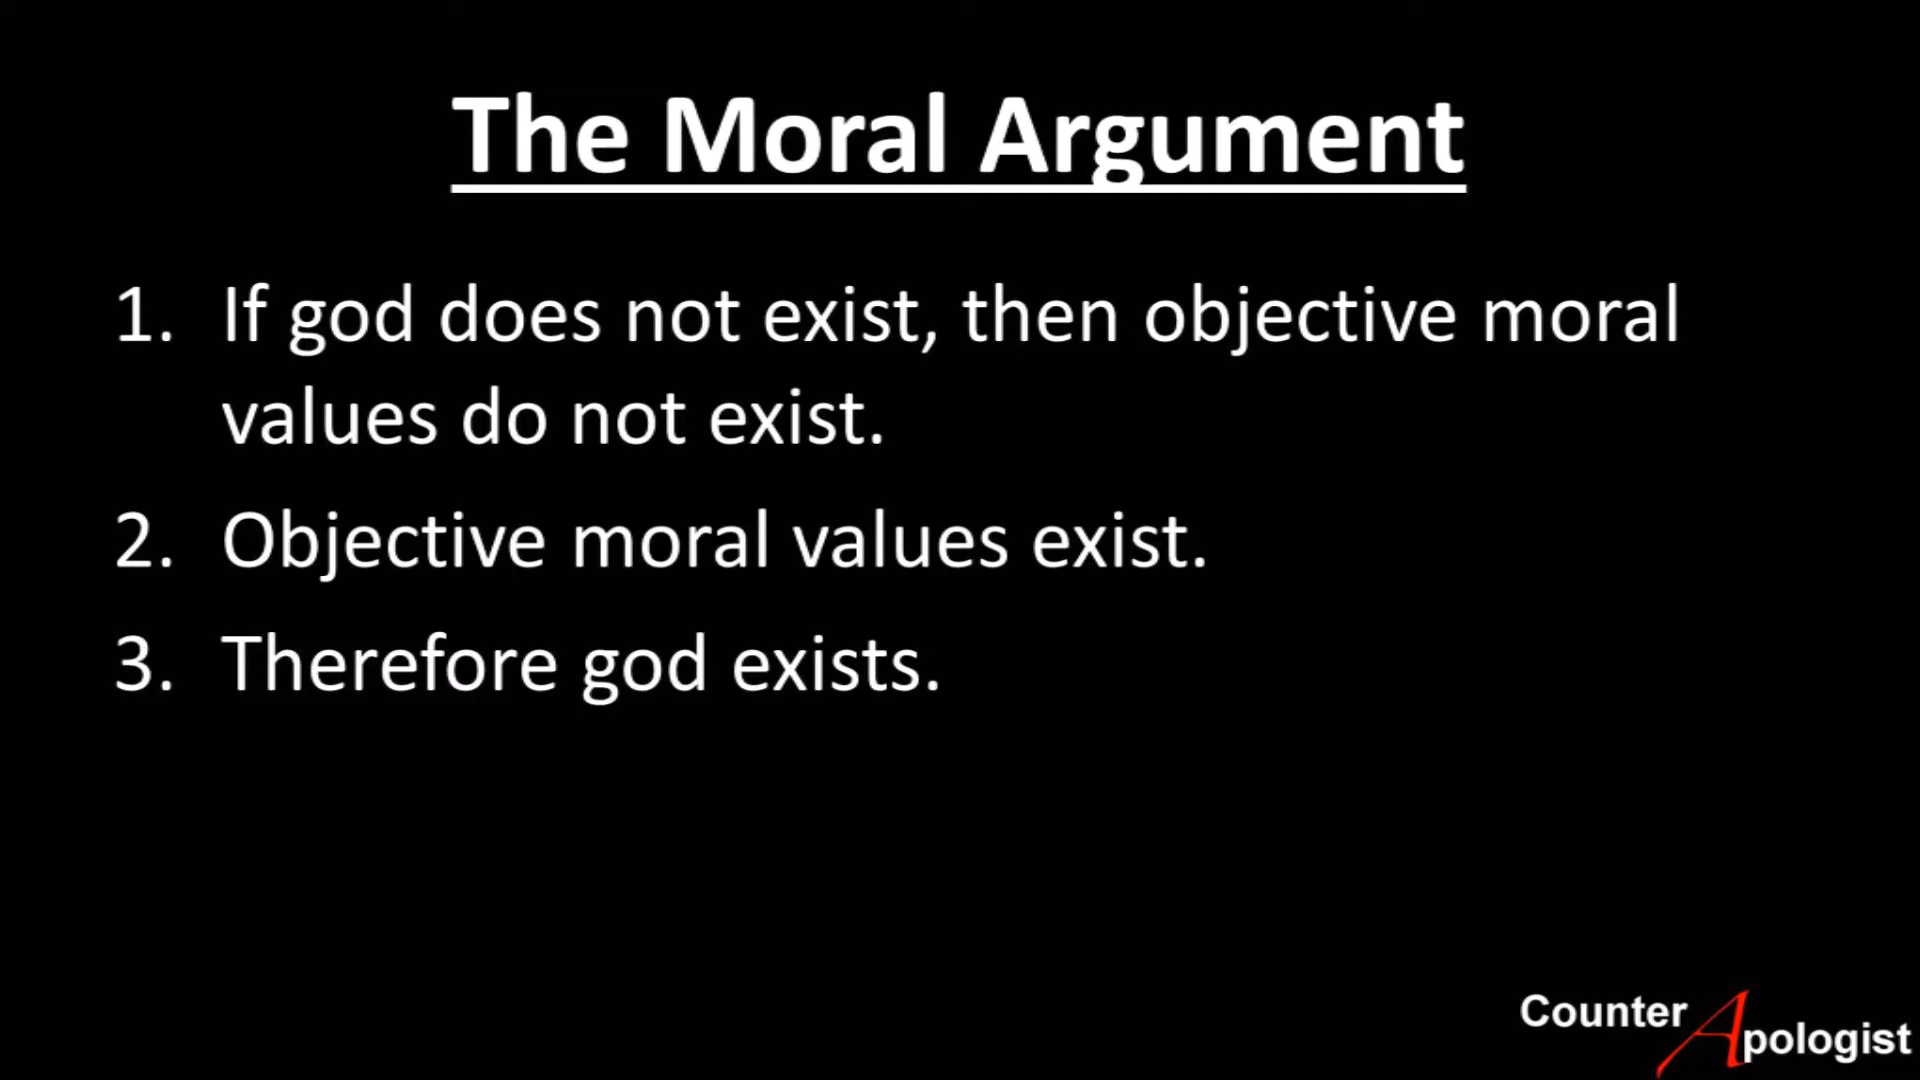 The Moral Argument
1. If god does not exist, then objective moral
values do not exist.
2. Objective moral values exist.
3. Therefore god exists.
Counter
Apologist